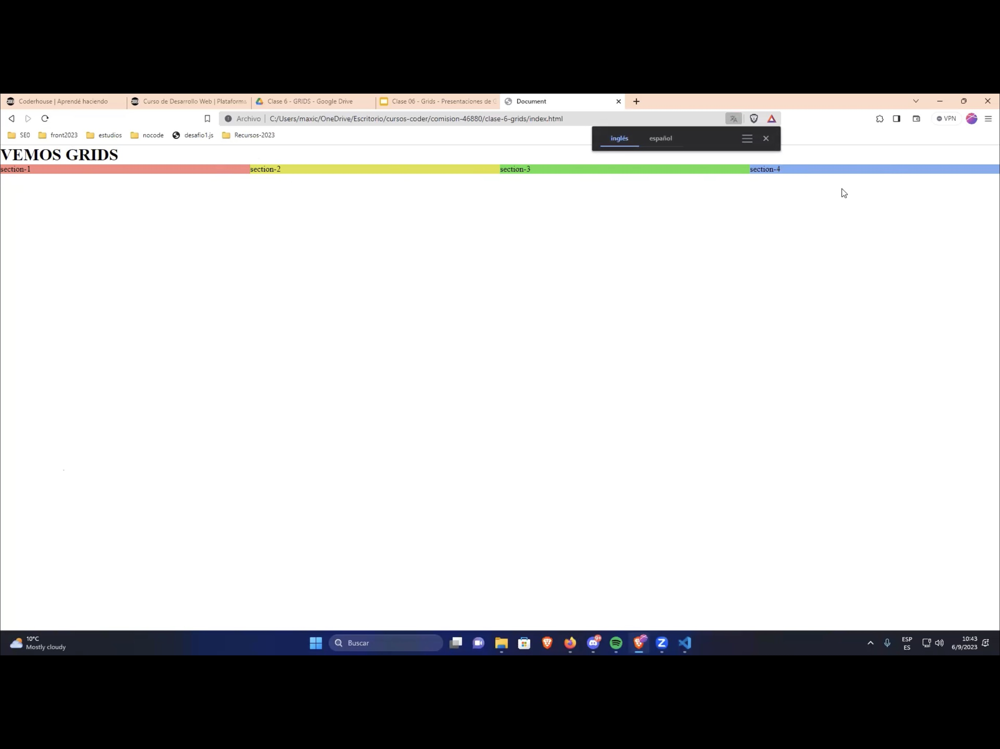 Coderhouse | Aprendé haciendo
Curso de Desarrollo Web | Plataforma
Clase 6 - GRIDS - Google Drive
Clase 06 - Grids - Presentaciones de G
Document
Archivo
C:/Users/maxic/OneDrive/Escritorio/cursos-coder/comision-46880/clase-6-grids/index.html
VPN
SE0
front2023
estudios
nocode
desafio1.js
Recursos-2023
inglés
español
VEMOS GRIDS
section-1
section-2
section-3
section-4
10°C
Mostly cloudy
Buscar
9+
ESP
ES
10:43
6/9/2023